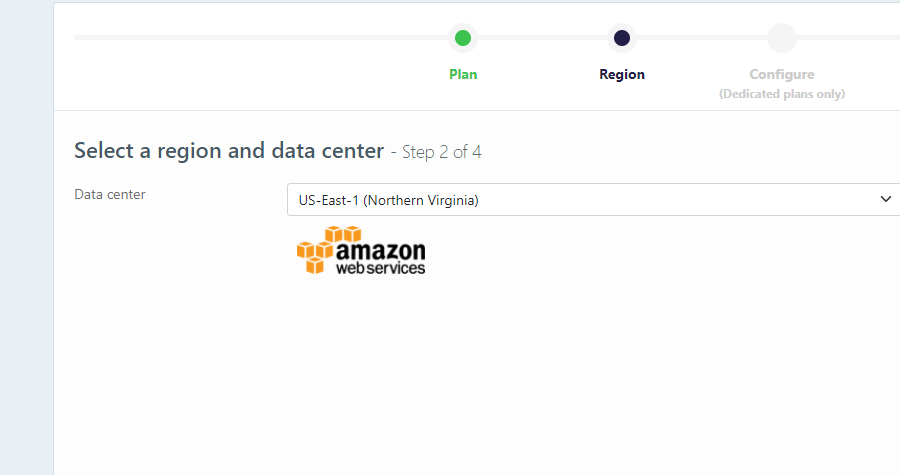 Plan
Region
Configure
(Dedicated plans only)
Select a region and data center - Step 2 of 4
Data center
US-East-1 (Northern Virginia)
amazon
webservices